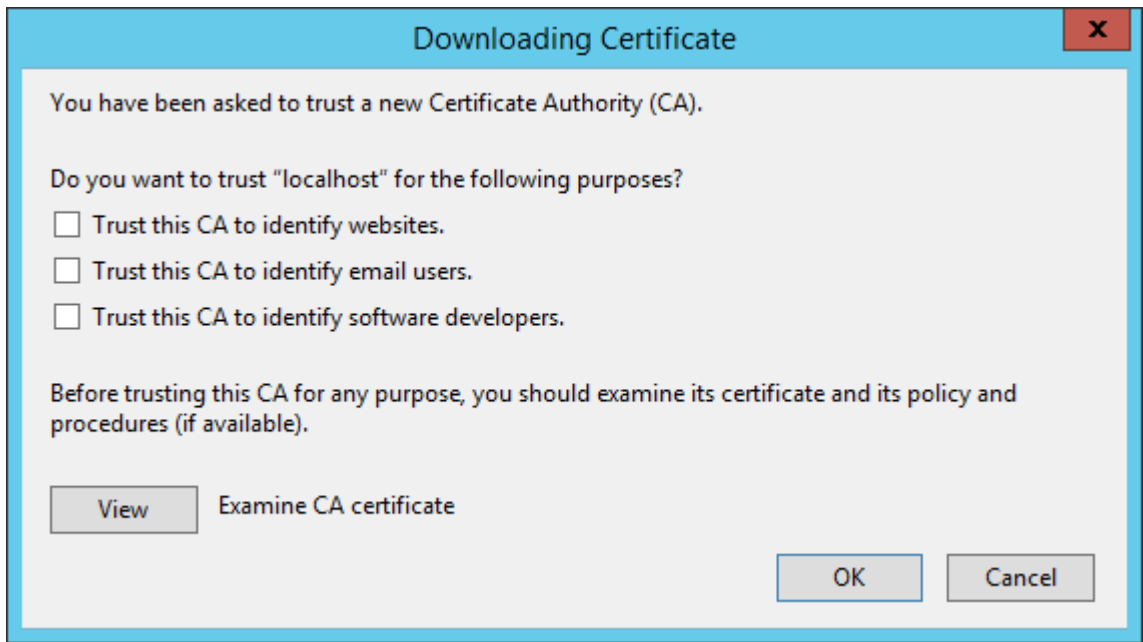 Downloading Certificate
x
You have been asked to trust a new Certificate Authority (CA).
Do you want to trust “localhost” for the following purposes?
Trust this CA to identify websites.
Trust this CA to identify email users.
Trust this CA to identify software developers.
Before trusting this CA for any purpose, you should examine its certificate and its policy and
procedures (if available).
View Examine CA certificate
OK Cancel